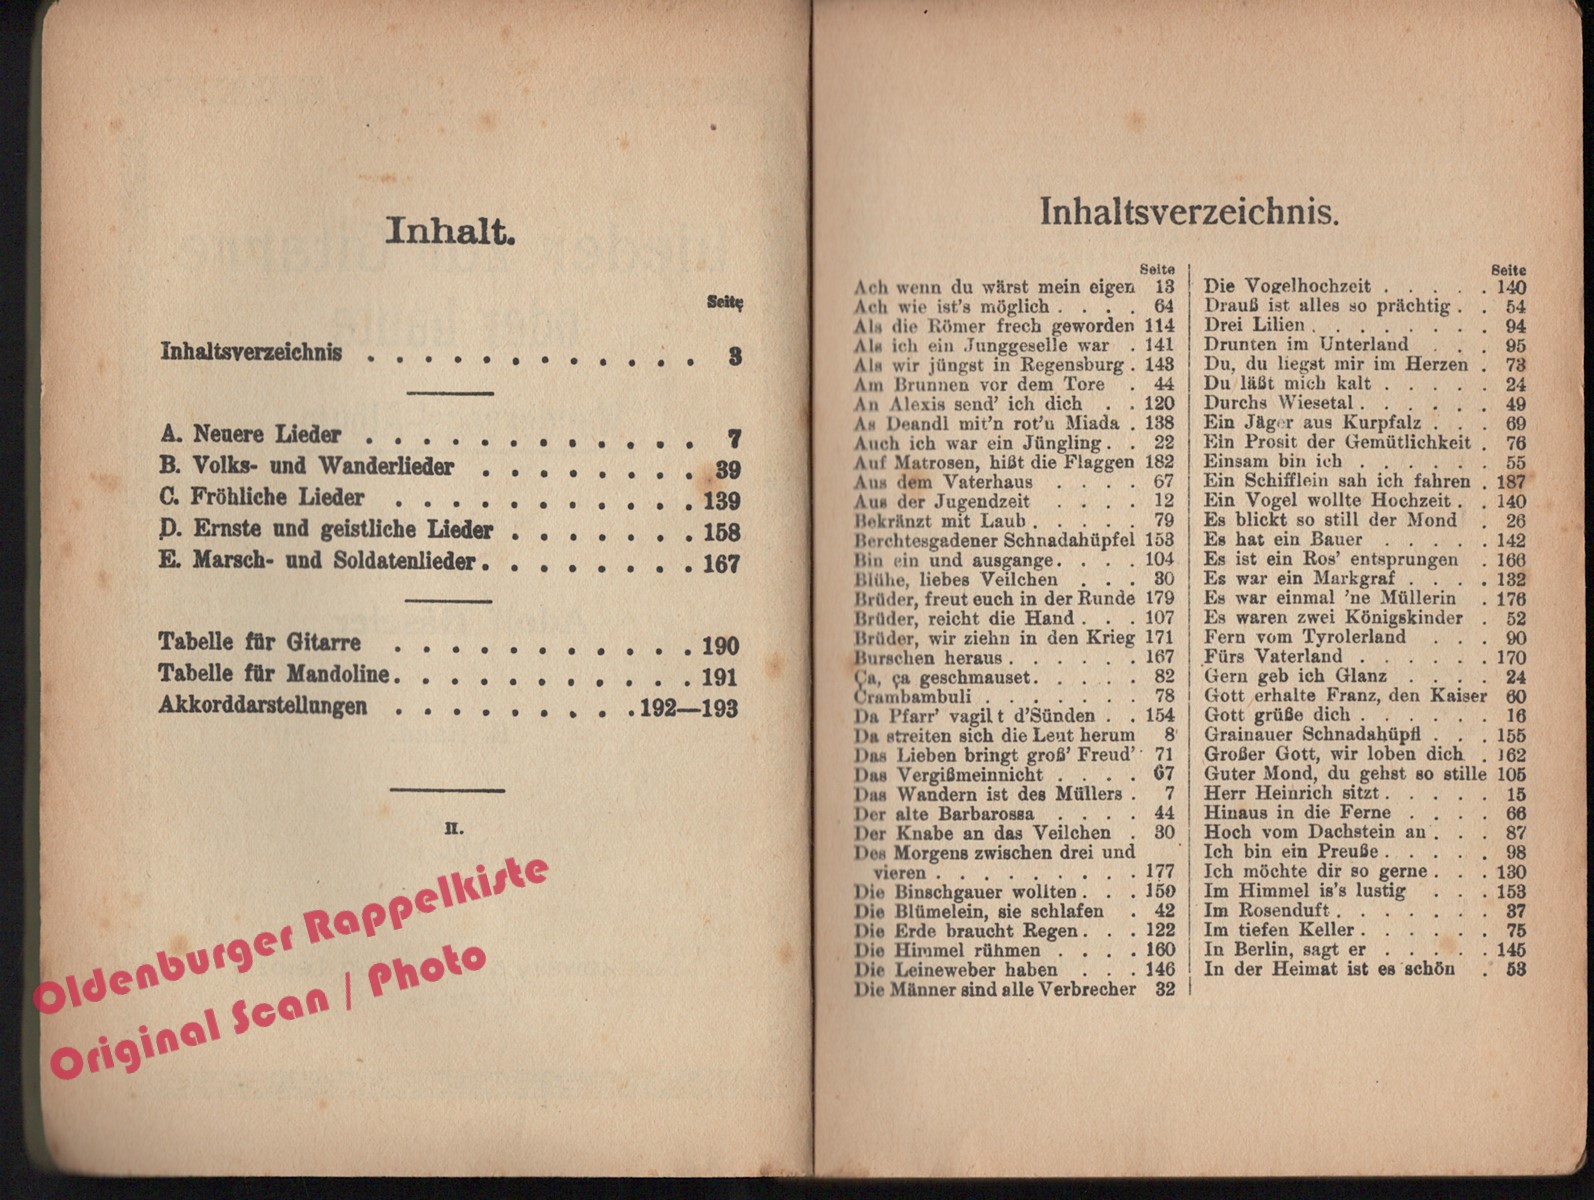 Inhalt.
Seite
Inhaltsverzeichnis . . . . . . . . . . . . 3
A. Neuere Lieder . . . . . . . . . . . . 7
B. Volks- und Wanderlieder . . . . . . . . 39
C. Fröhliche Lieder . . . . . . . . . . . 139
D. Ernste und geistliche Lieder . . . . . . . 158
E. Marsch- und Soldatenlieder . . . . . . . . 167
Tabelle für Gitarre . . . . . . . . . . . 190
Tabelle für Mandoline . . . . . . . . . . . 191
Akkorddarstellungen . . . . . . . . . 192—193
II.
Oldenburger Rappelkiste
Original Scan / Photo
Inhaltsverzeichnis.
Seite
Ach wenn du wärst mein eigen 13
Ach wie ist's möglich . . . . 64
Als die Römer frech geworden 114
Als ich ein Junggeselle war . 141
Als wir jüngst in Regensburg . 143
Am Brunnen vor dem Tore . 44
An Alexis send' ich dich . . 120
As Deandl mit'n rot'n Miada . 138
Auch ich war ein Jüngling . . 22
Auf Matrosen, hißt die Flaggen 182
Aus dem Vaterhaus . . . . 67
Aus der Jugendzeit . . . . 12
Bekränzt mit Laub . . . . . 79
Berchtesgadener Schnadahüpfel 153
Bin ein und ausgange . . . . 104
Blühe, liebes Veilchen . . . 30
Brüder, freut euch in der Runde 179
Brüder, reicht die Hand . . . 107
Brüder, wir ziehn in den Krieg 171
Burschen heraus . . . . . . 167
Ça, ça geschmauset . . . . . 82
Crambambuli . . . . . . . 78
Da Pfarr' vagilt d'Sünden . . 154
Da streiten sich die Leut herum 8
Das Lieben bringt groß' Freud' 71
Das Vergißmeinnicht . . . . 67
Das Wandern ist des Müllers . 7
Der alte Barbarossa . . . . 44
Der Knabe an das Veilchen . 30
Des Morgens zwischen drei und
vieren . . . . . . . . . 177
Die Binschgauer wollten . . . 150
Die Blümelein, sie schlafen . 42
Die Erde braucht Regen . . . 122
Die Himmel rühmen . . . . 160
Die Leineweber haben . . . 146
Die Männer sind alle Verbrecher 32
Seite
Die Vogelhochzeit . . . . . 140
Drauß ist alles so prächtig . . 54
Drei Lilien . . . . . . . . 94
Drunten im Unterland . . . 95
Du, du liegst mir im Herzen . 73
Du läßt mich kalt . . . . . 24
Durchs Wiesetal . . . . . . 49
Ein Jäger aus Kurpfalz . . . 69
Ein Prosit der Gemütlichkeit . 76
Einsam bin ich . . . . . . 55
Ein Schifflein sah ich fahren . 187
Ein Vogel wollte Hochzeit . . 140
Es blickt so still der Mond . 26
Es hat ein Bauer . . . . . 142
Es ist ein Ros' entsprungen . 166
Es war ein Markgraf . . . . 132
Es war einmal 'ne Müllerin . 176
Es waren zwei Königskinder . 52
Fern vom Tyrolerland . . . 90
Fürs Vaterland . . . . . . 170
Gern geb ich Glanz . . . . 24
Gott erhalte Franz, den Kaiser 60
Gott grüße dich . . . . . . 16
Grainauer Schnadahüpfl . . . 155
Großer Gott, wir loben dich . 162
Guter Mond, du gehst so stille 105
Herr Heinrich sitzt . . . . . 15
Hinaus in die Ferne . . . . 66
Hoch vom Dachstein an . . . 87
Ich bin ein Preuße . . . . . 98
Ich möchte dir so gerne . . . 130
Im Himmel is's lustig . . . 153
Im Rosenduft . . . . . . . 37
Im tiefen Keller . . . . . . 75
In Berlin, sagt er . . . . . 145
In der Heimat ist es schön . 53